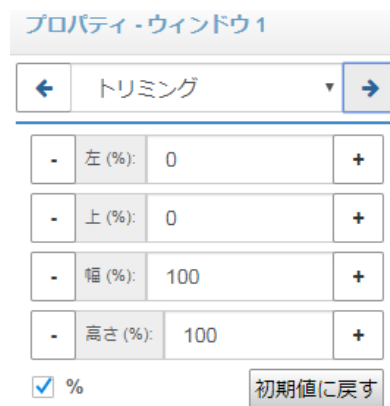 プロパティ - ウィンドウ 1
トリミング
- 左 (%): 0 +
- 上 (%): 0 +
- 幅 (%): 100 +
- 高さ (%): 100 +
% 初期値に戻す